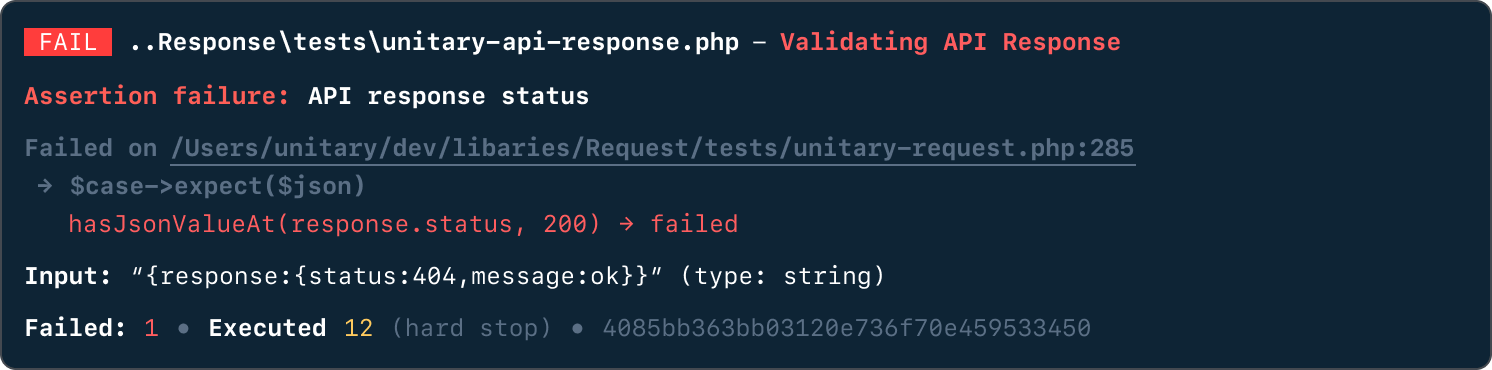 FAIL ..Response\tests\unitary-api-response.php – Validating API Response
Assertion failure: API response status
Failed on /Users/unitary/dev/libaries/Request/tests/unitary-request.php:285
→ $case->expect($json)
hasJsonValueAt(response.status, 200) → failed
Input: “{response:{status:404,message:ok}}” (type: string)
Failed: 1 • Executed 12 (hard stop) • 4085bb363bb03120e736f70e459533450